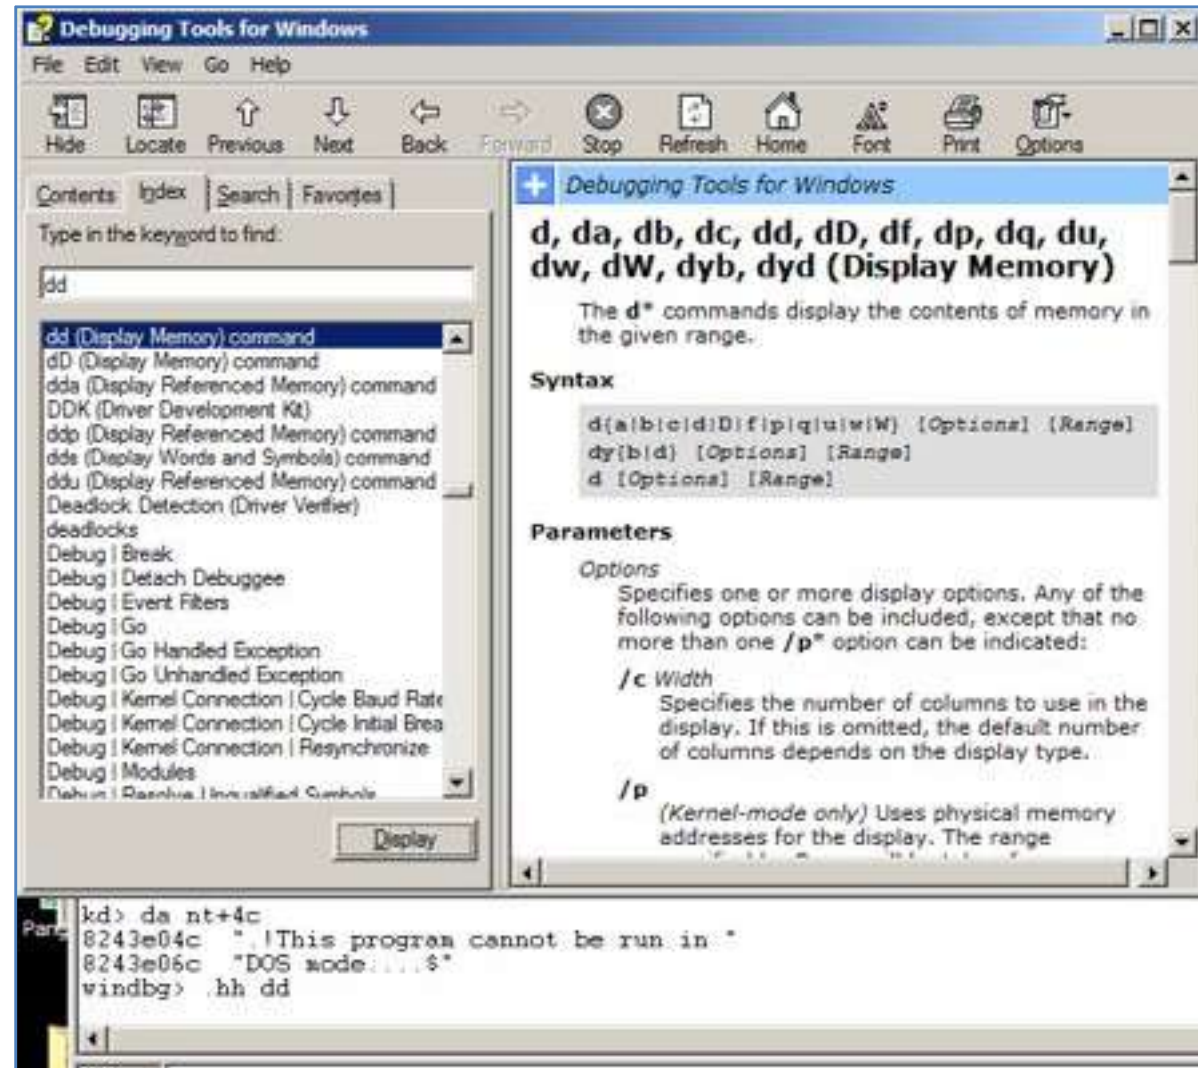 Debugging Tools for Windows
File Edit View Go Help
Hide Locate Previous Next Back Forward Stop Refresh Home Font Print Options
Contents Index Search Favorites
Type in the keyword to find:
dd
dd (Display Memory) command
dD (Display Memory) command
dda (Display Referenced Memory) command
DDK (Driver Development Kit)
ddp (Display Referenced Memory) command
dds (Display Words and Symbols) command
ddu (Display Referenced Memory) command
Deadlock Detection (Driver Verifier)
deadlocks
Debug | Break
Debug | Detach Debuggee
Debug | Event Filters
Debug | Go
Debug | Go Handled Exception
Debug | Go Unhandled Exception
Debug | Kernel Connection | Cycle Baud Rate
Debug | Kernel Connection | Cycle Initial Brea
Debug | Kernel Connection | Resynchronize
Debug | Modules
Debug | Resolve Unqualified Symbols
Display
Debugging Tools for Windows
d, da, db, dc, dd, dD, df, dp, dq, du,
dw, dW, dyb, dyd (Display Memory)
The d* commands display the contents of memory in
the given range.
Syntax
d{a|b|c|d|D|f|p|q|u|w|W} [Options] [Range]
dy{b|d} [Options] [Range]
d [Options] [Range]
Parameters
Options
Specifies one or more display options. Any of the
following options can be included, except that no
more than one /p* option can be indicated:
/c Width
Specifies the number of columns to use in the
display. If this is omitted, the default number
of columns depends on the display type.
/p
(Kernel-mode only) Uses physical memory
addresses for the display. The range
Pang
kd> da nt+4c
8243e04c ".!This program cannot be run in "
8243e06c "DOS mode....$"
windbg> .hh dd